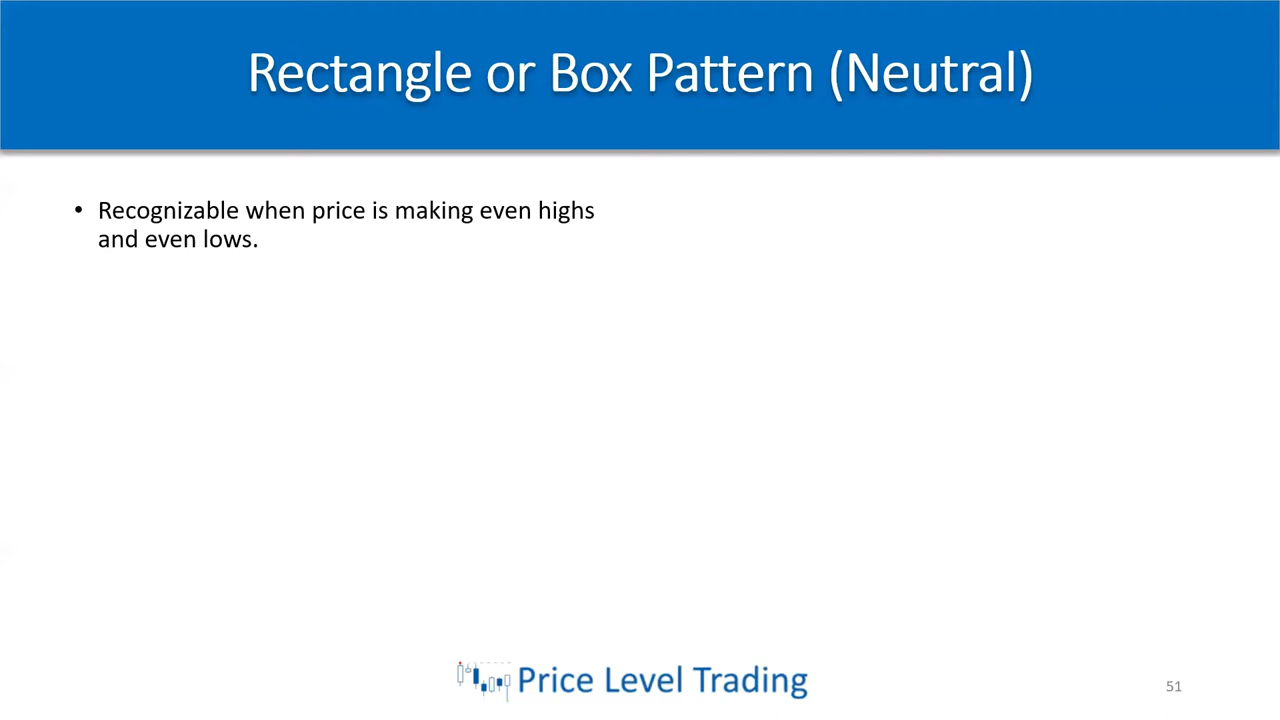 Rectangle or Box Pattern (Neutral)
• Recognizable when price is making even highs
and even lows.
Price Level Trading
51